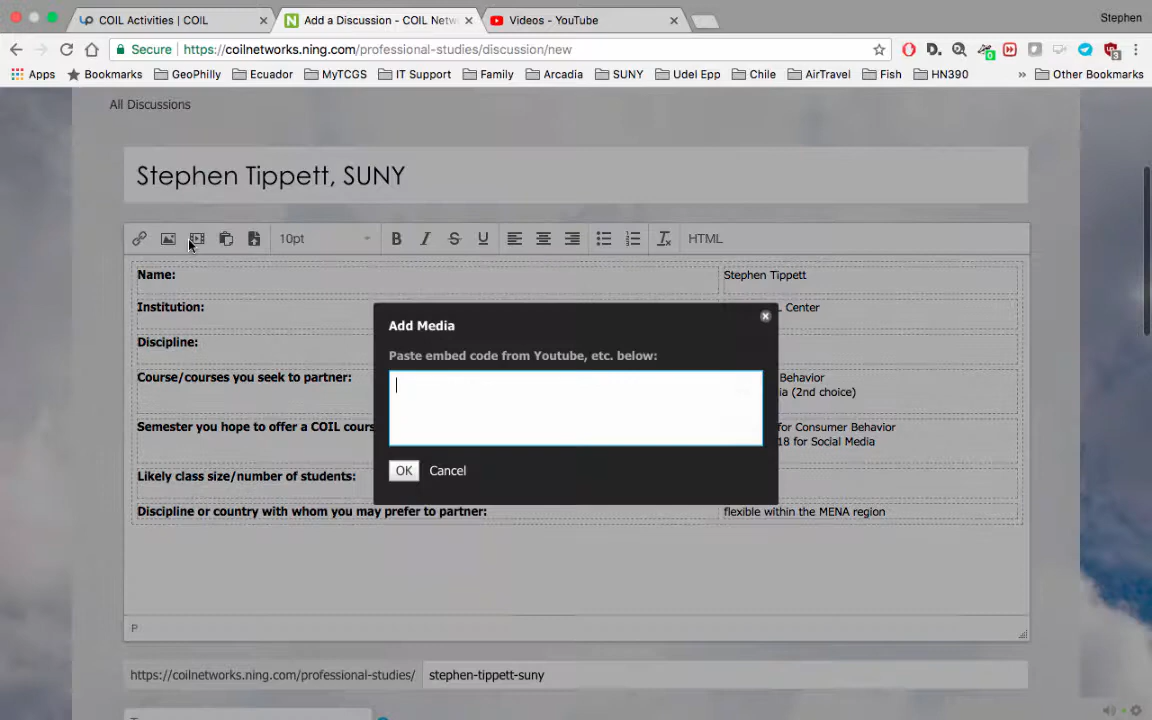 COIL Activities | COIL
Add a Discussion - COIL Netw
Videos - YouTube
Stephen
Secure https://coilnetworks.ning.com/professional-studies/discussion/new
Apps Bookmarks GeoPhilly Ecuador MyTCGS IT Support Family Arcadia SUNY Udel Epp Chile AirTravel Fish HN390 » Other Bookmarks
All Discussions
Stephen Tippett, SUNY
10pt B I S U HTML
Name: Stephen Tippett
Institution: Center
Discipline:
Course/courses you seek to partner: Behavior
ia (2nd choice)
Semester you hope to offer a COIL cours for Consumer Behavior
18 for Social Media
Likely class size/number of students:
Discipline or country with whom you may prefer to partner: flexible within the MENA region
Add Media
Paste embed code from Youtube, etc. below:
OK Cancel
P
https://coilnetworks.ning.com/professional-studies/ stephen-tippett-suny